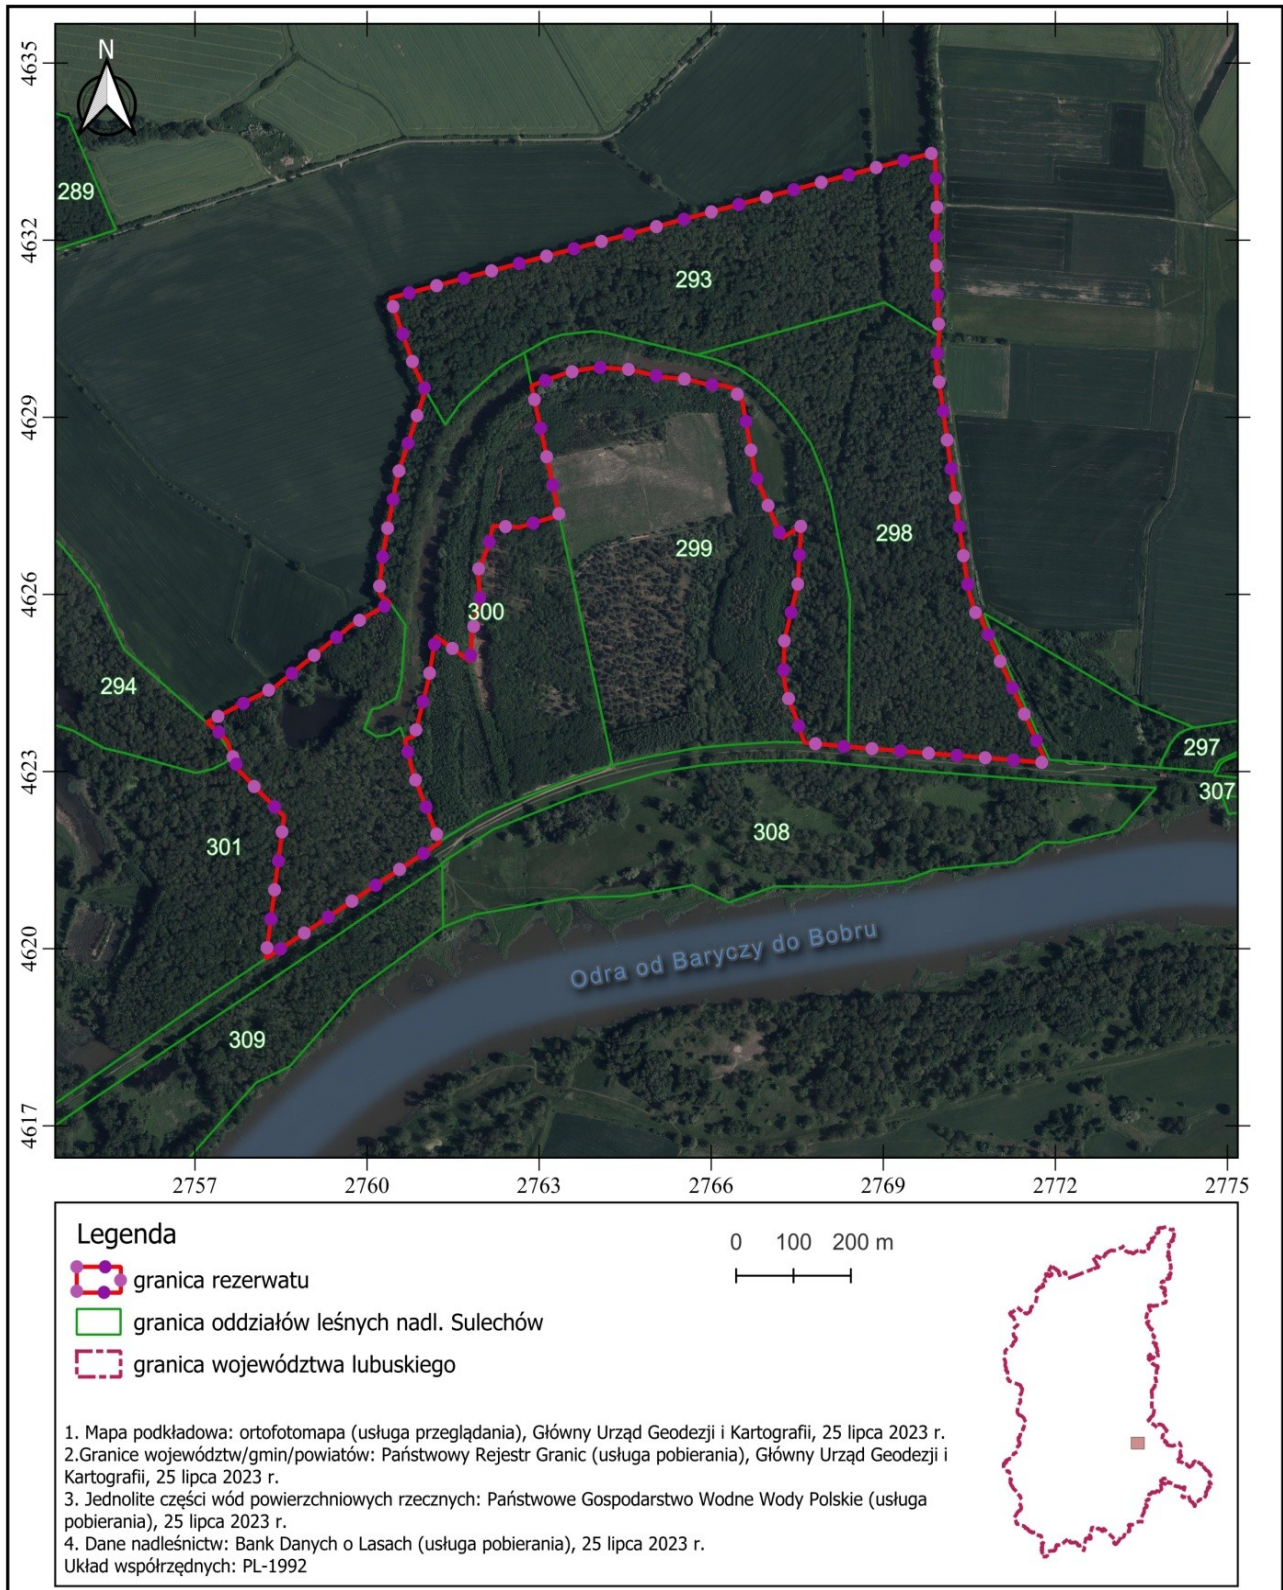 N
4635
4632
4629
4626
4623
4620
4617
289
293
298
299
300
294
301
297
307
308
309
Odra od Baryczy do Bobru
2757 2760 2763 2766 2769 2772 2775
Legenda
granica rezerwatu
granica oddziałów leśnych nadl. Sulechów
granica województwa lubuskiego
0 100 200 m
1. Mapa podkładowa: ortofotomapa (usługa przeglądania), Główny Urząd Geodezji i Kartografii, 25 lipca 2023 r.
2.Granice województw/gmin/powiatów: Państwowy Rejestr Granic (usługa pobierania), Główny Urząd Geodezji i
Kartografii, 25 lipca 2023 r.
3. Jednolite części wód powierzchniowych rzecznych: Państwowe Gospodarstwo Wodne Wody Polskie (usługa
pobierania), 25 lipca 2023 r.
4. Dane nadleśnictw: Bank Danych o Lasach (usługa pobierania), 25 lipca 2023 r.
Układ współrzędnych: PL-1992